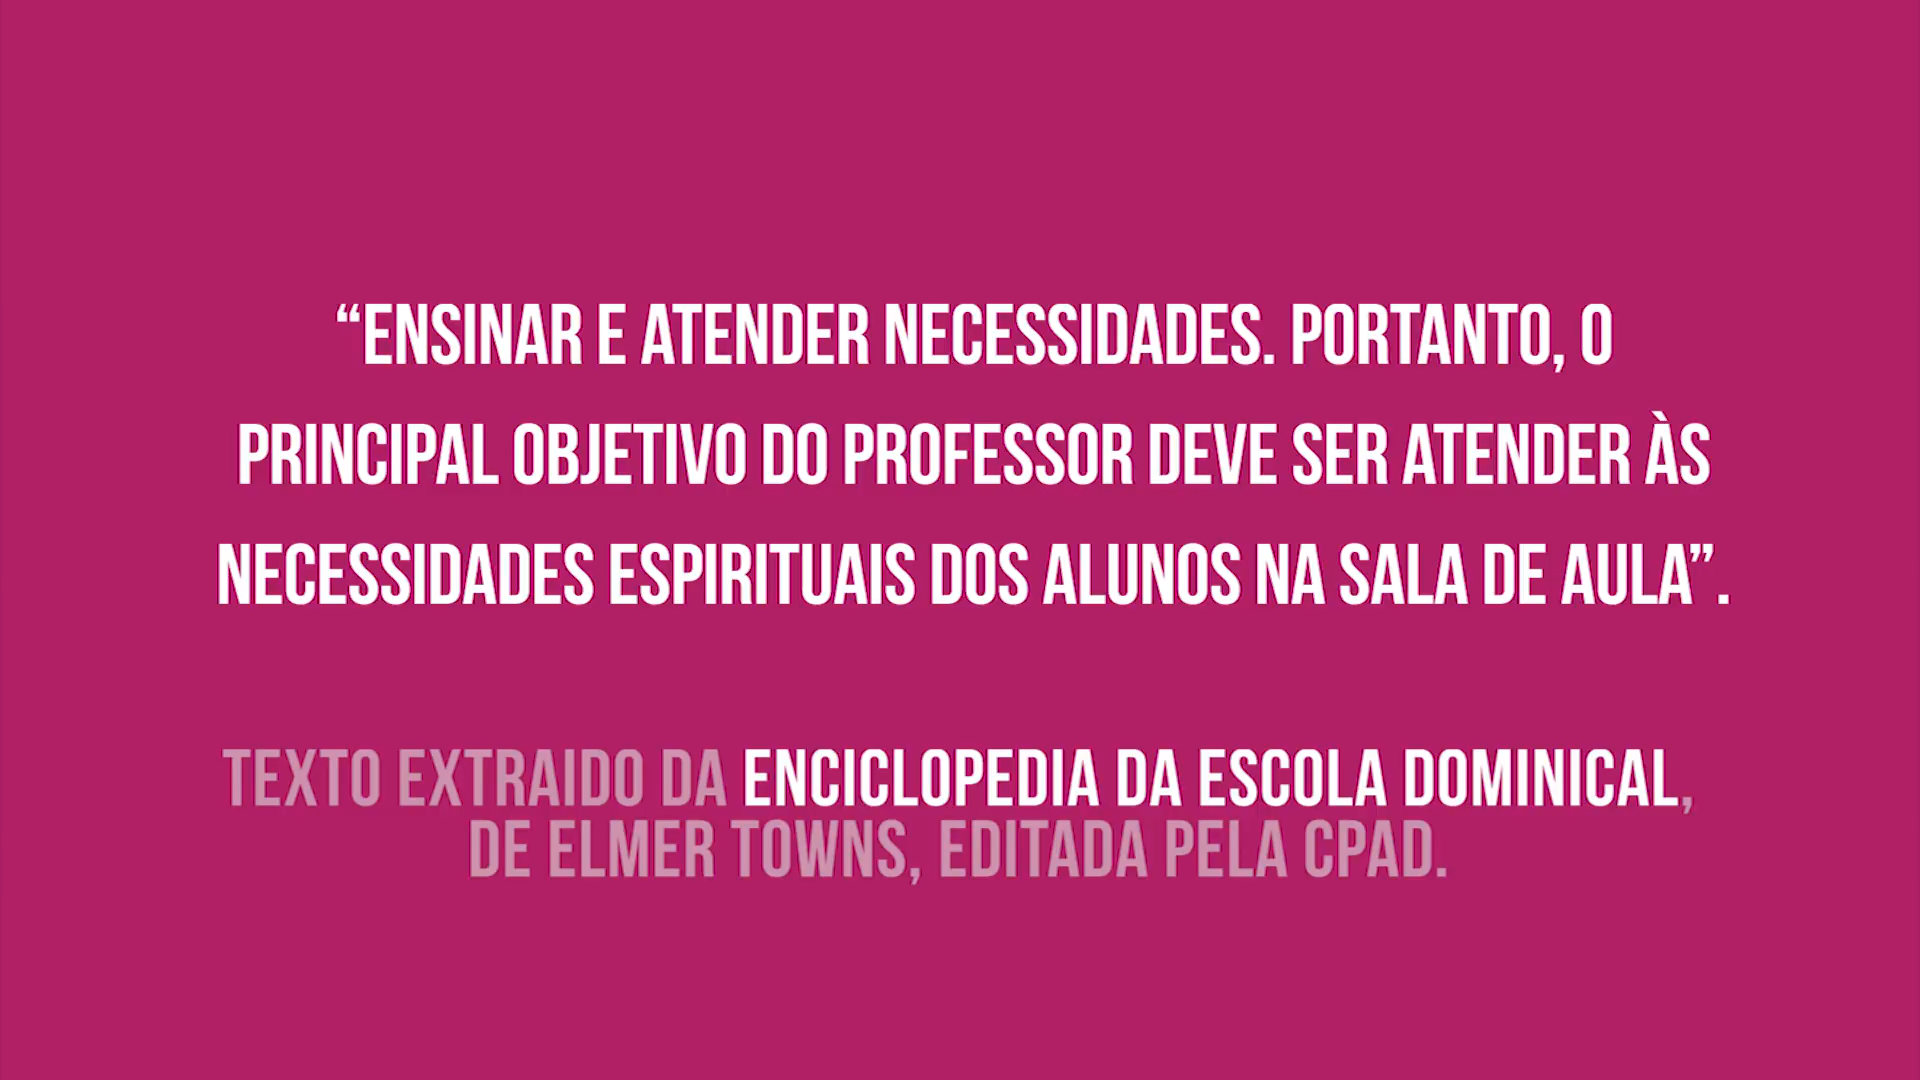 “ENSINAR E ATENDER NECESSIDADES. PORTANTO, O
PRINCIPAL OBJETIVO DO PROFESSOR DEVE SER ATENDER ÀS
NECESSIDADES ESPIRITUAIS DOS ALUNOS NA SALA DE AULA”.
TEXTO EXTRAIDO DA ENCICLOPEDIA DA ESCOLA DOMINICAL,
DE ELMER TOWNS, EDITADA PELA CPAD.